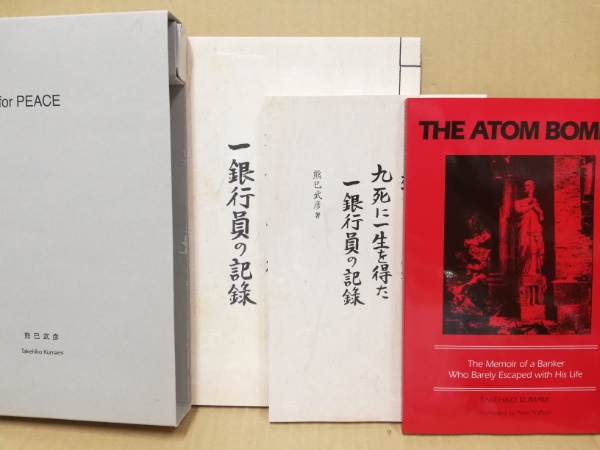 for PEACE
熊巳武彦
Takehiko Kumami
一銀行員の記録
九死に一生を得た
一銀行員の記録
熊巳武彦 著
THE ATOM BOM
The Memoir of a Banker
Who Barely Escaped with His Life
TAKEHIKO KUMAMI